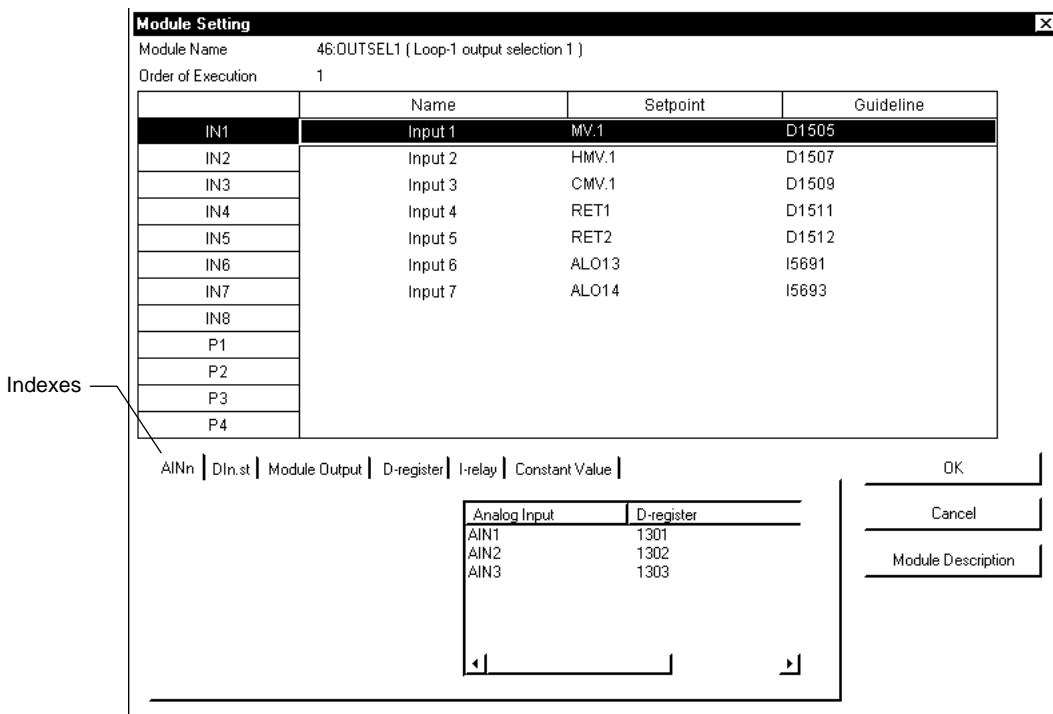 Module Setting
Module Name 46:OUTSEL1 ( Loop-1 output selection 1 )
Order of Execution 1
Name Setpoint Guideline
IN1 Input 1 MV.1 D1505
IN2 Input 2 HMV.1 D1507
IN3 Input 3 CMV.1 D1509
IN4 Input 4 RET1 D1511
IN5 Input 5 RET2 D1512
IN6 Input 6 ALO13 I5691
IN7 Input 7 ALO14 I5693
IN8
P1
P2
P3
P4
Indexes
AINn DIn.st Module Output D-register I-relay Constant Value
OK
Cancel
Module Description
Analog Input D-register
AIN1 1301
AIN2 1302
AIN3 1303